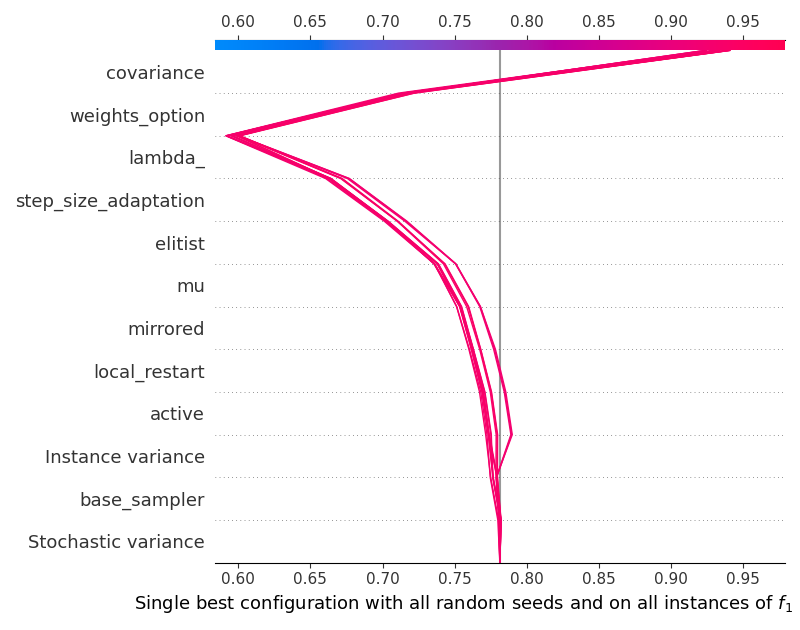 0.60 0.65 0.70 0.75 0.80 0.85 0.90 0.95
covariance
weights_option
lambda_
step_size_adaptation
elitist
mu
mirrored
local_restart
active
Instance variance
base_sampler
Stochastic variance
0.60 0.65 0.70 0.75 0.80 0.85 0.90 0.95
Single best configuration with all random seeds and on all instances of f₁